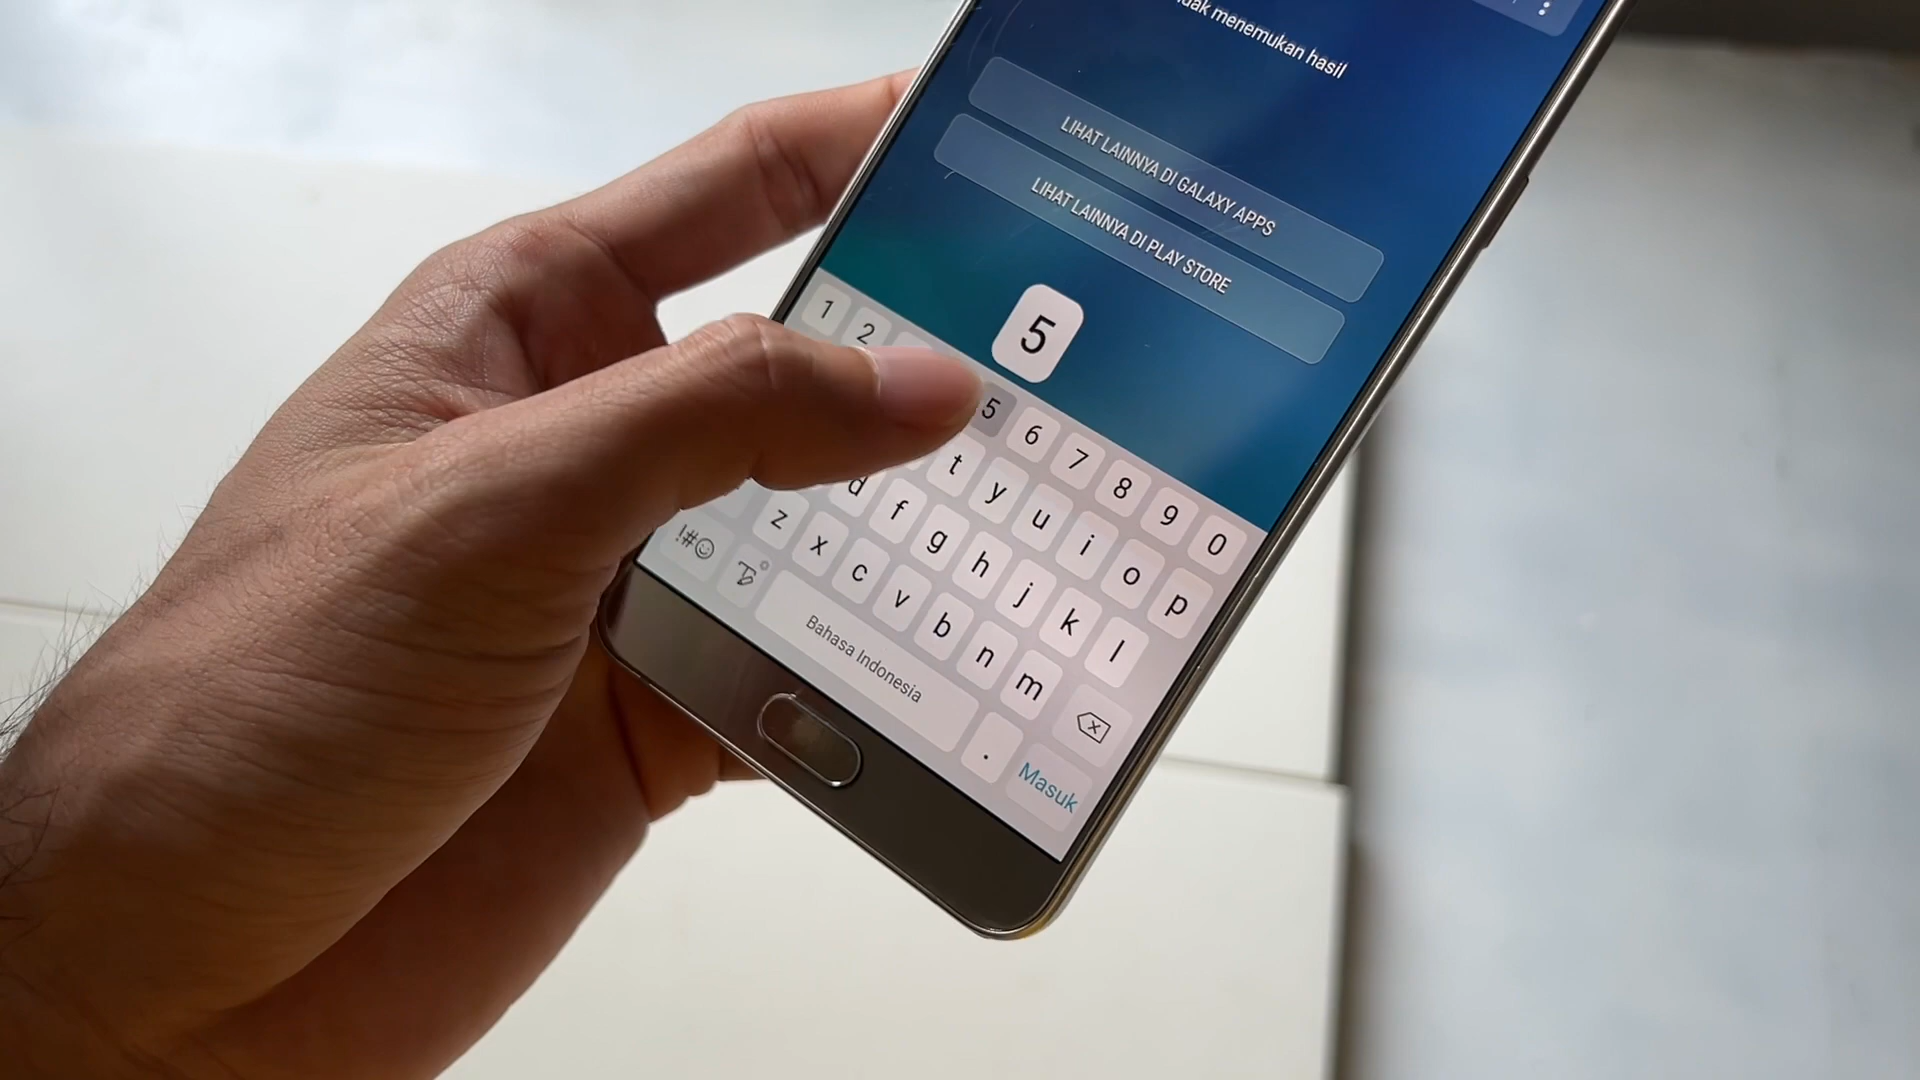 menemukan hasil
LIHAT LAINNYA DI GALAXY APPS
LIHAT LAINNYA DI PLAY STORE
5
1 2 5 6 7 8 9 0
t y u i o p
d f g h j k l
z x c v b n m
!#☺ Bahasa Indonesia . Masuk